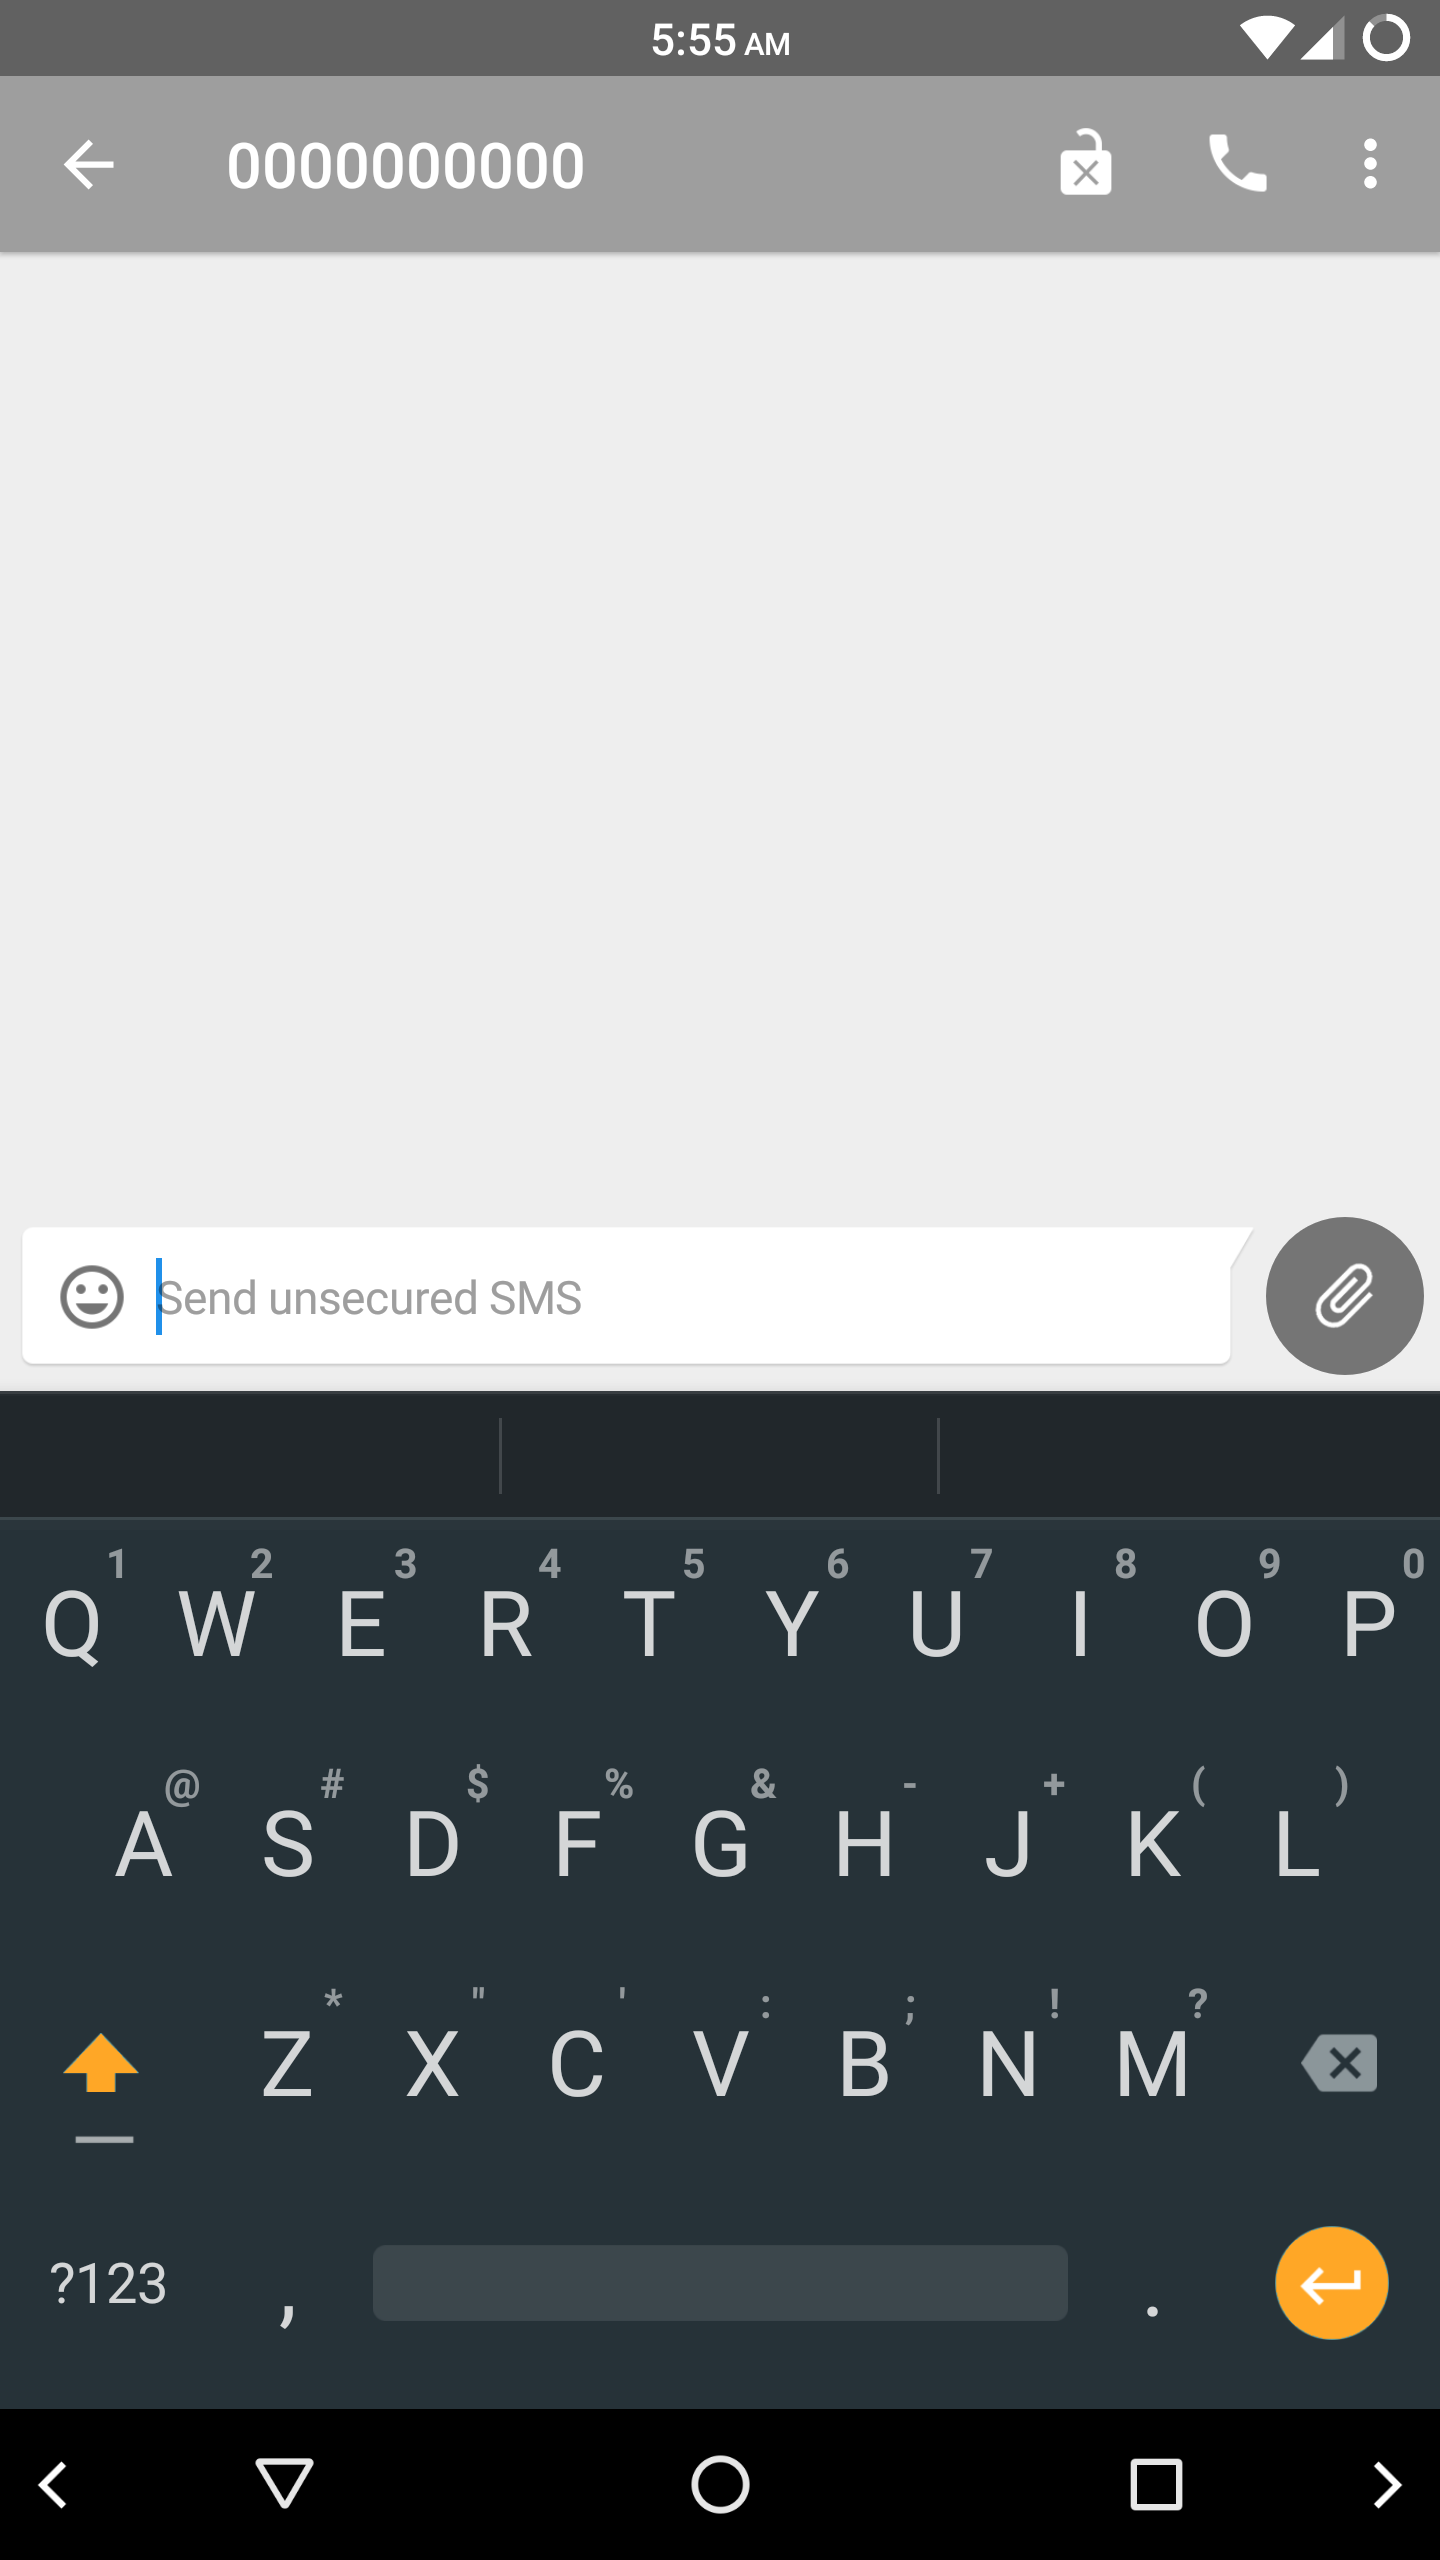 5:55 AM
0000000000
Send unsecured SMS
1 2 3 4 5 6 7 8 9 0
Q W E R T Y U I O P
@ # $ % & - + ( )
A S D F G H J K L
* " ' : ; ! ?
Z X C V B N M
?123 , .